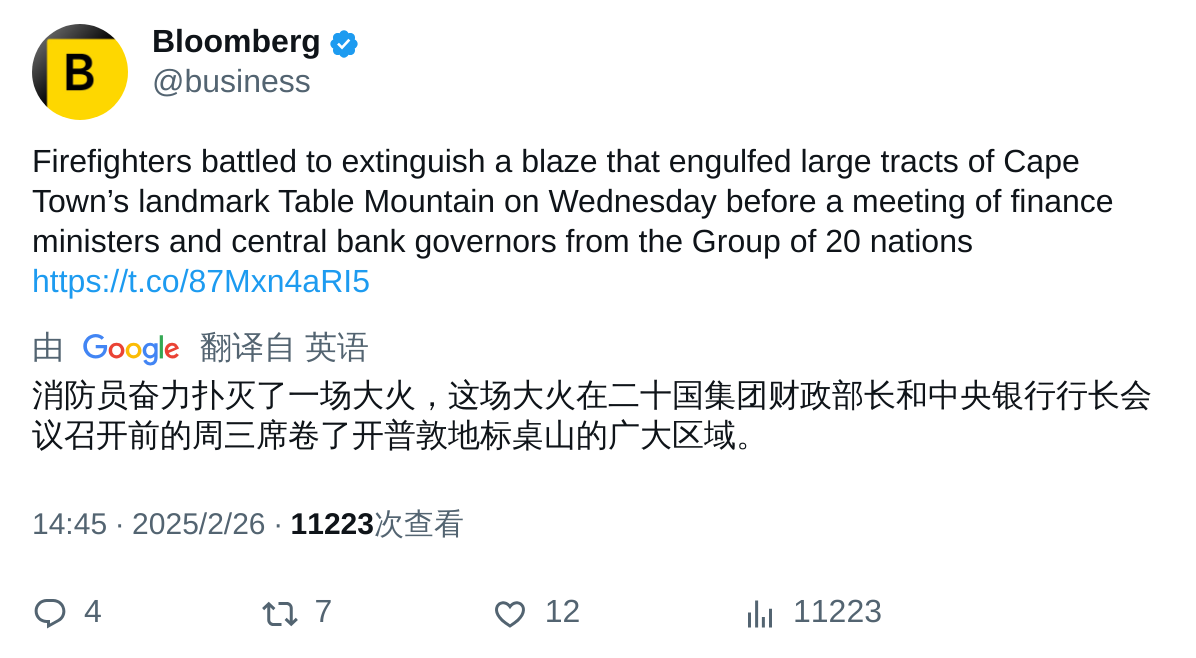 B
Bloomberg
@business
Firefighters battled to extinguish a blaze that engulfed large tracts of Cape
Town’s landmark Table Mountain on Wednesday before a meeting of finance
ministers and central bank governors from the Group of 20 nations
https://t.co/87Mxn4aRI5
由 Google 翻译自 英语
消防员奋力扑灭了一场大火，这场大火在二十国集团财政部长和中央银行行长会
议召开前的周三席卷了开普敦地标桌山的广大区域。
14:45 · 2025/2/26 · 11223次查看
4 7 12 11223